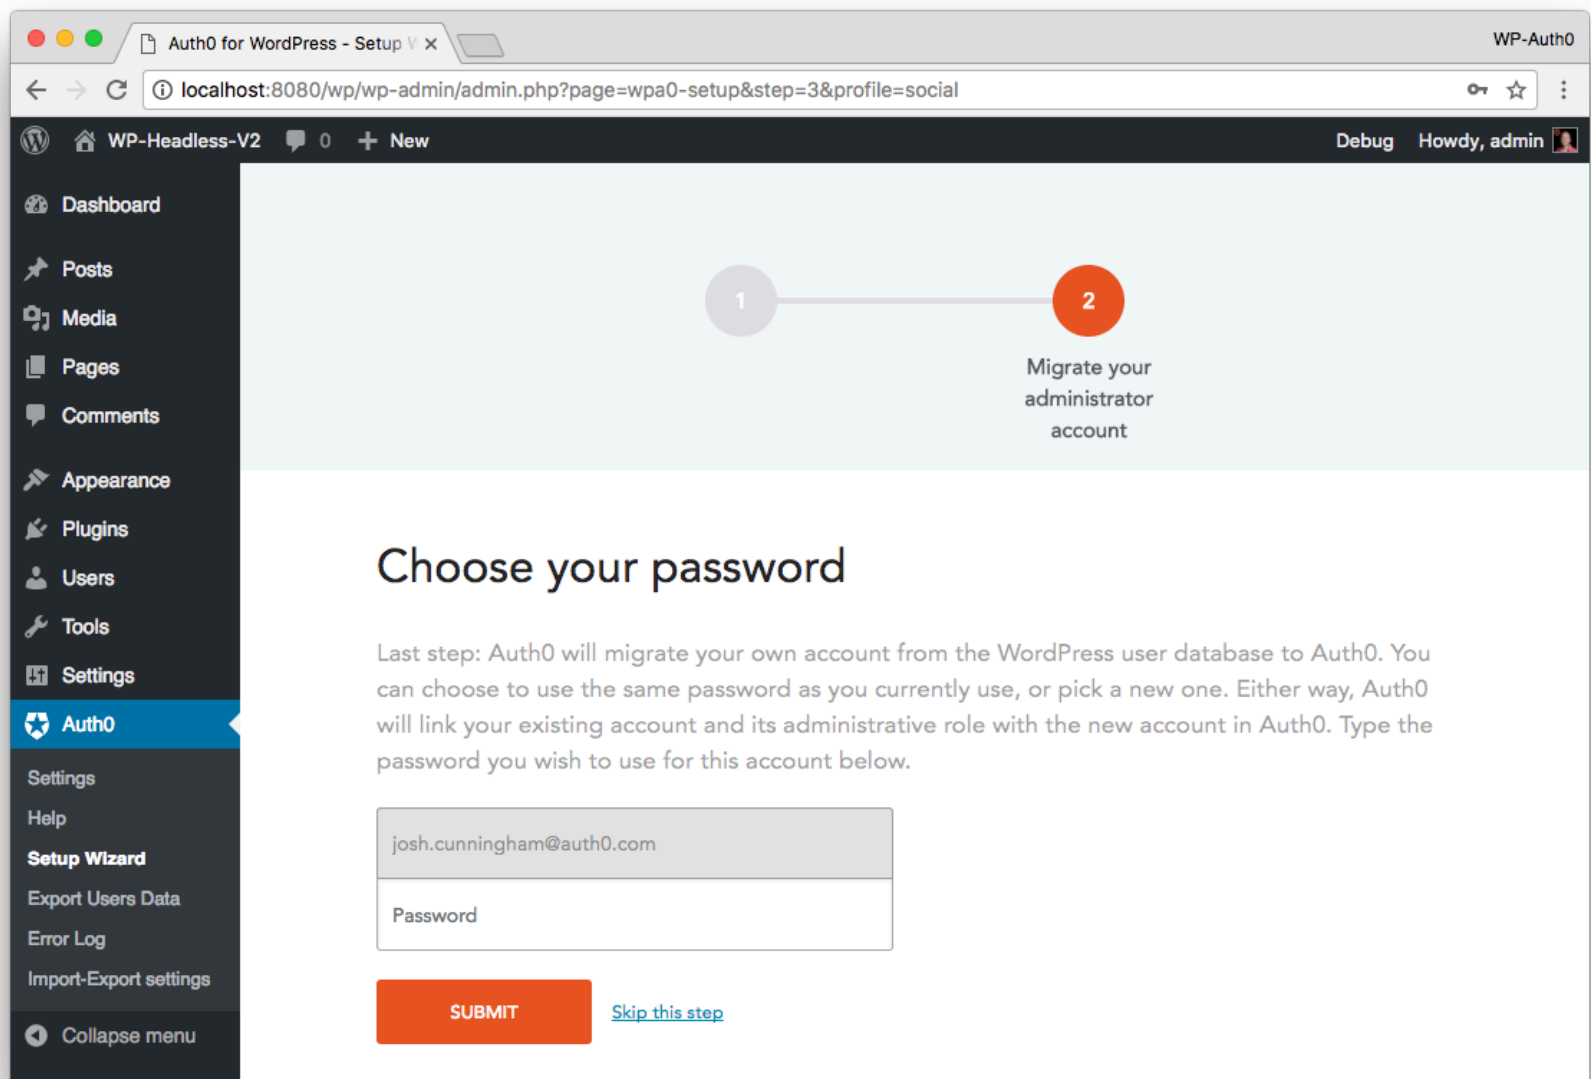 Auth0 for WordPress - Setup W
WP-Auth0
localhost:8080/wp/wp-admin/admin.php?page=wpa0-setup&step=3&profile=social
WP-Headless-V2 0 + New
Debug Howdy, admin
Dashboard
Posts
Media
Pages
Comments
Appearance
Plugins
Users
Tools
Settings
Auth0
Settings
Help
Setup Wizard
Export Users Data
Error Log
Import-Export settings
Collapse menu
1
2
Migrate your
administrator
account
Choose your password
Last step: Auth0 will migrate your own account from the WordPress user database to Auth0. You
can choose to use the same password as you currently use, or pick a new one. Either way, Auth0
will link your existing account and its administrative role with the new account in Auth0. Type the
password you wish to use for this account below.
josh.cunningham@auth0.com
Password
SUBMIT
Skip this step